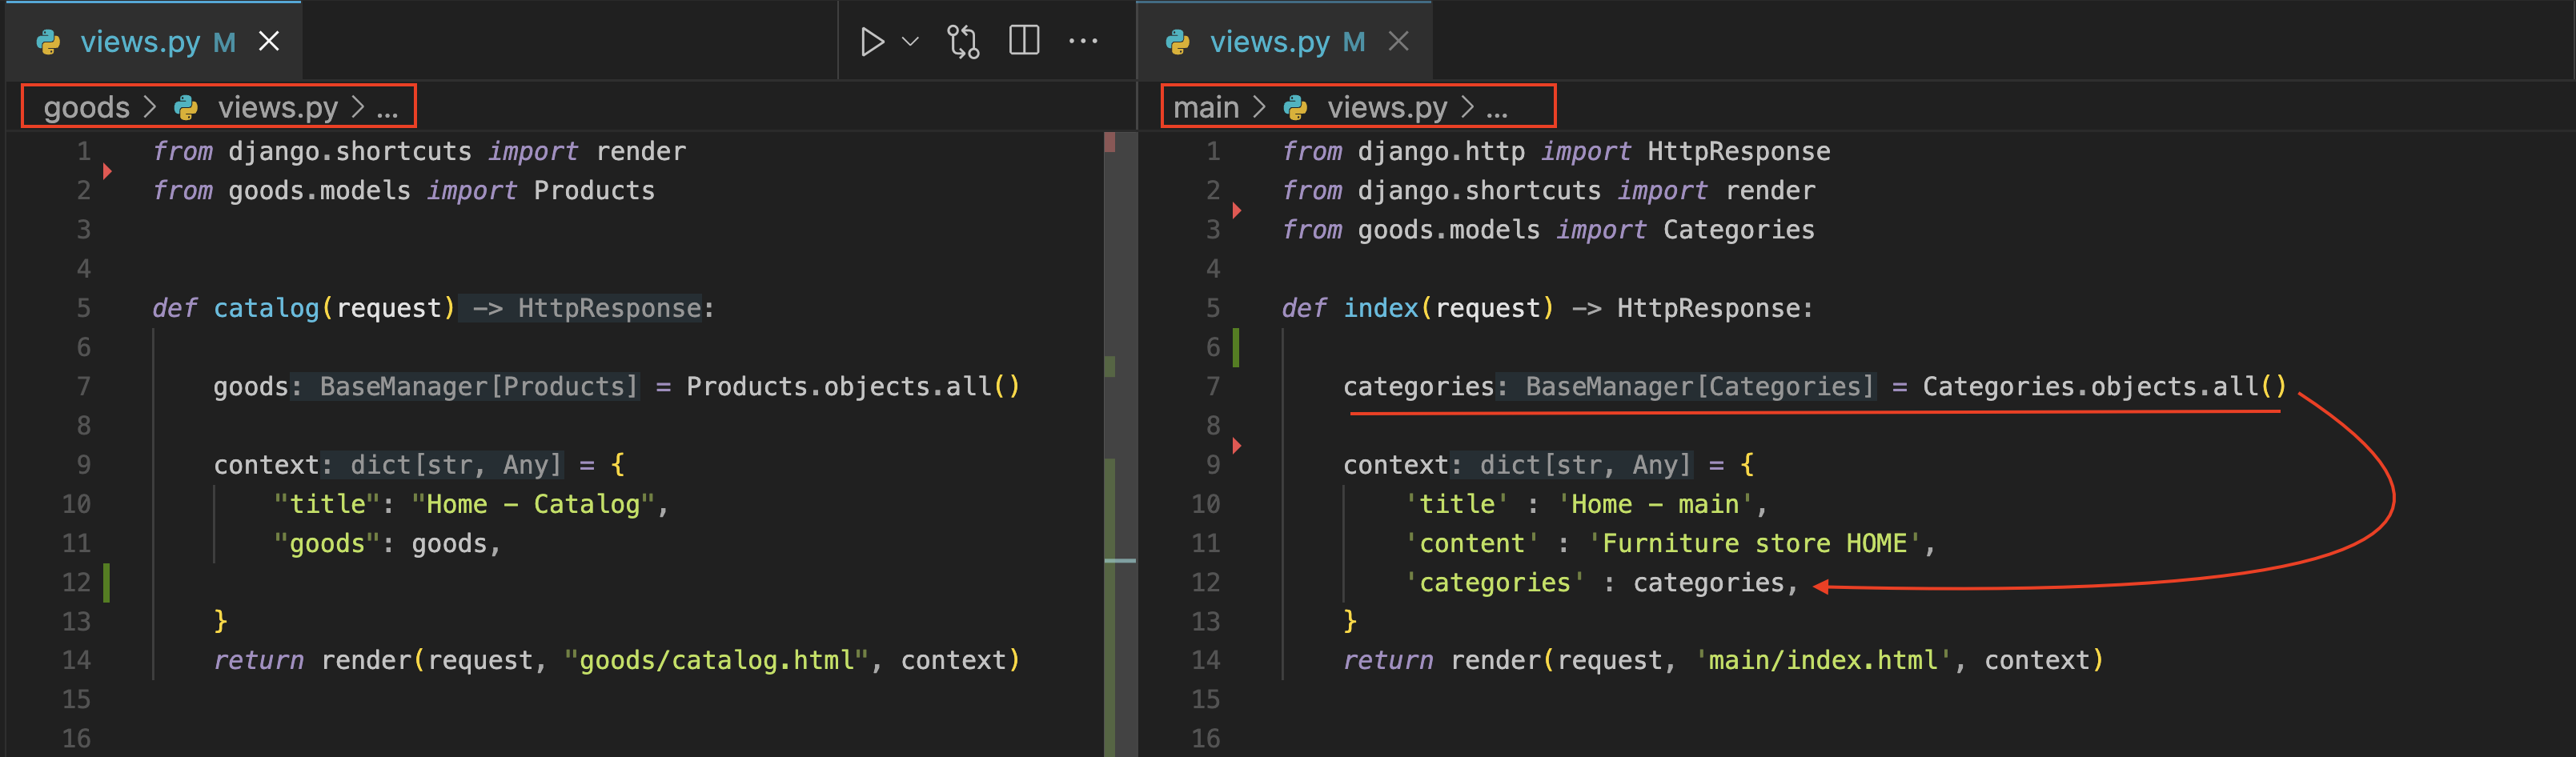 views.py M
goods > views.py > ...
1 from django.shortcuts import render
2 from goods.models import Products
3
4
5 def catalog(request) -> HttpResponse:
6
7 goods: BaseManager[Products] = Products.objects.all()
8
9 context: dict[str, Any] = {
10 "title": "Home - Catalog",
11 "goods": goods,
12
13 }
14 return render(request, "goods/catalog.html", context)
15
16
views.py M
main > views.py > ...
1 from django.http import HttpResponse
2 from django.shortcuts import render
3 from goods.models import Categories
4
5 def index(request) -> HttpResponse:
6
7 categories: BaseManager[Categories] = Categories.objects.all()
8
9 context: dict[str, Any] = {
10 'title' : 'Home - main',
11 'content' : 'Furniture store HOME',
12 'categories' : categories,
13 }
14 return render(request, 'main/index.html', context)
15
16